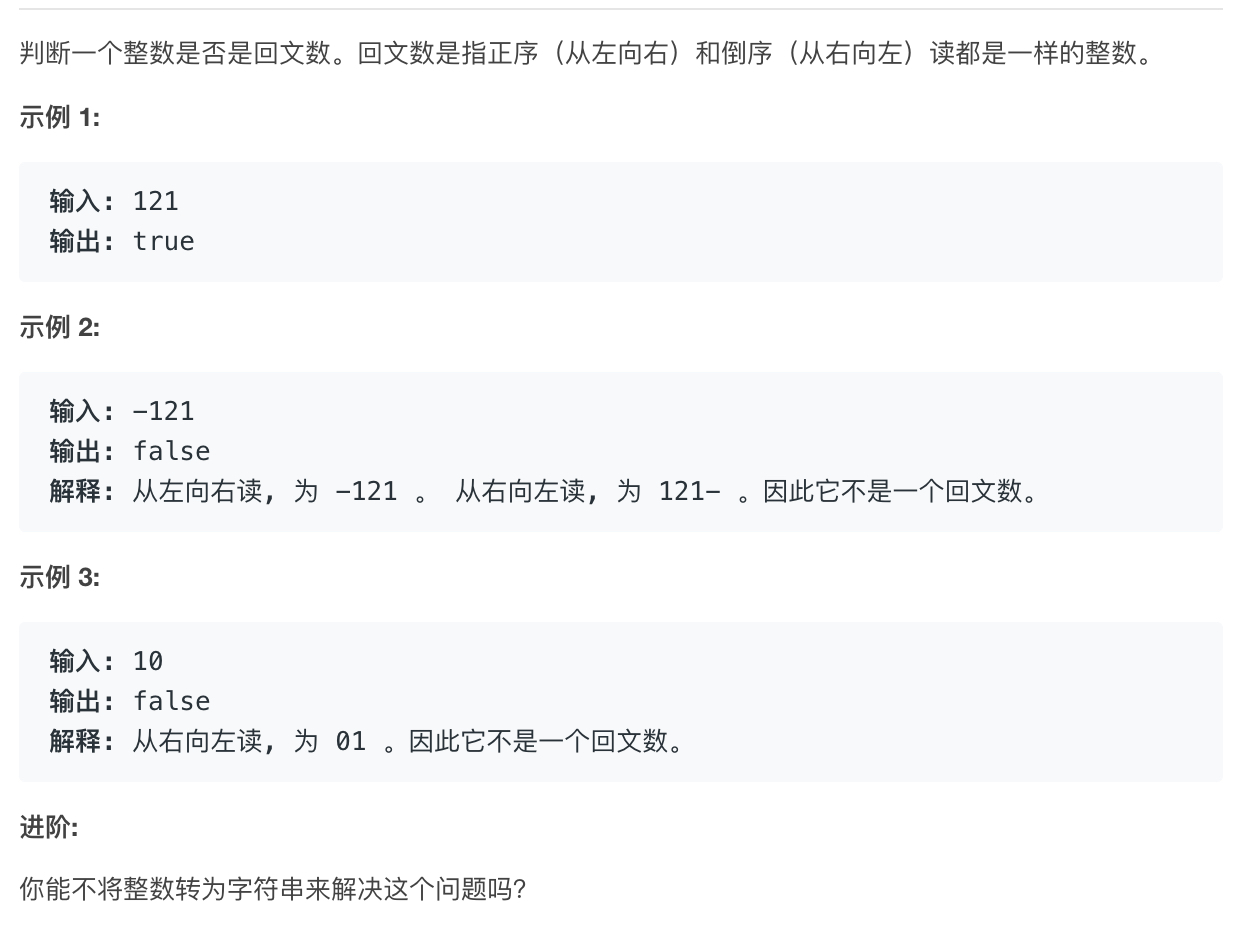 判断一个整数是否是回文数。回文数是指正序（从左向右）和倒序（从右向左）读都是一样的整数。
示例 1:
输入: 121
输出: true
示例 2:
输入: -121
输出: false
解释: 从左向右读, 为 -121 。 从右向左读, 为 121- 。因此它不是一个回文数。
示例 3:
输入: 10
输出: false
解释: 从右向左读, 为 01 。因此它不是一个回文数。
进阶:
你能不将整数转为字符串来解决这个问题吗？